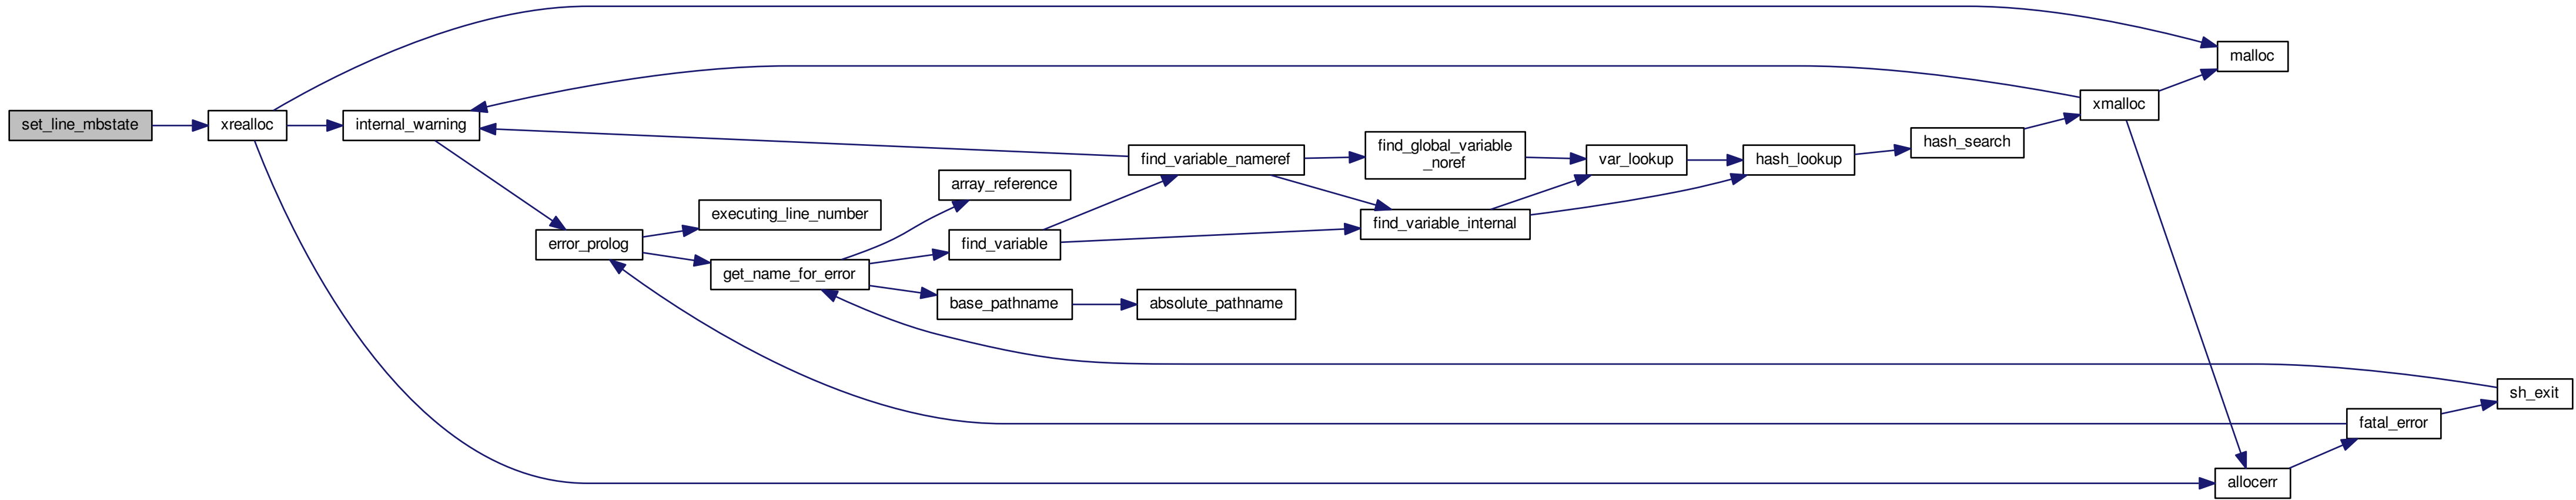 set_line_mbstate
xrealloc
internal_warning
error_prolog
executing_line_number
get_name_for_error
array_reference
find_variable
base_pathname
find_variable_nameref
absolute_pathname
find_global_variable
_noref
find_variable_internal
var_lookup
hash_lookup
hash_search
xmalloc
malloc
allocerr
fatal_error
sh_exit